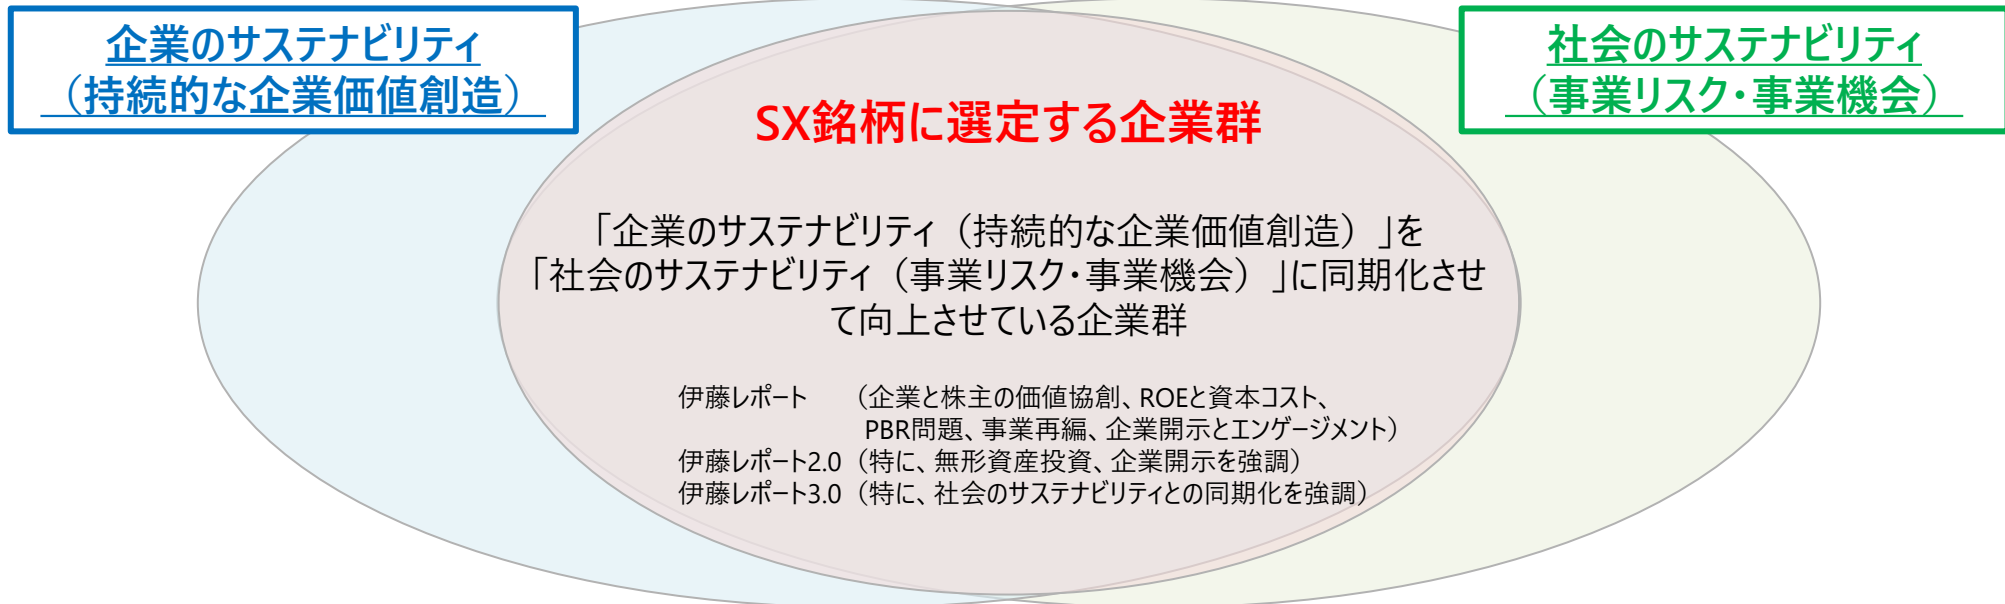 企業のサステナビリティ
（持続的な企業価値創造）
社会のサステナビリティ
（事業リスク・事業機会）
SX銘柄に選定する企業群
「企業のサステナビリティ（持続的な企業価値創造）」を
「社会のサステナビリティ（事業リスク・事業機会）」に同期化させ
て向上させている企業群
伊藤レポート　（企業と株主の価値協創、ROEと資本コスト、
PBR問題、事業再編、企業開示とエンゲージメント）
伊藤レポート2.0（特に、無形資産投資、企業開示を強調）
伊藤レポート3.0（特に、社会のサステナビリティとの同期化を強調）